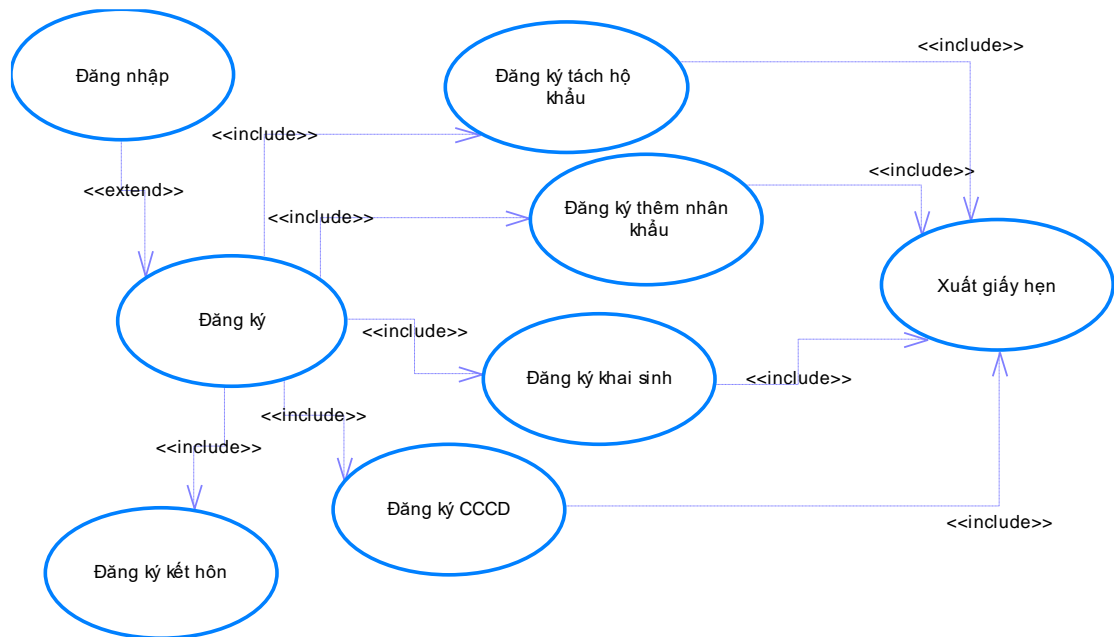 Đăng nhập
<<extend>>
Đăng ký tách hộ
khẩu
<<include>>
<<include>>
Đăng ký thêm nhân
khẩu
<<include>>
<<include>>
Xuất giấy hẹn
Đăng ký
<<include>>
Đăng ký khai sinh
<<include>>
<<include>>
<<include>>
Đăng ký CCCD
<<include>>
Đăng ký kết hôn